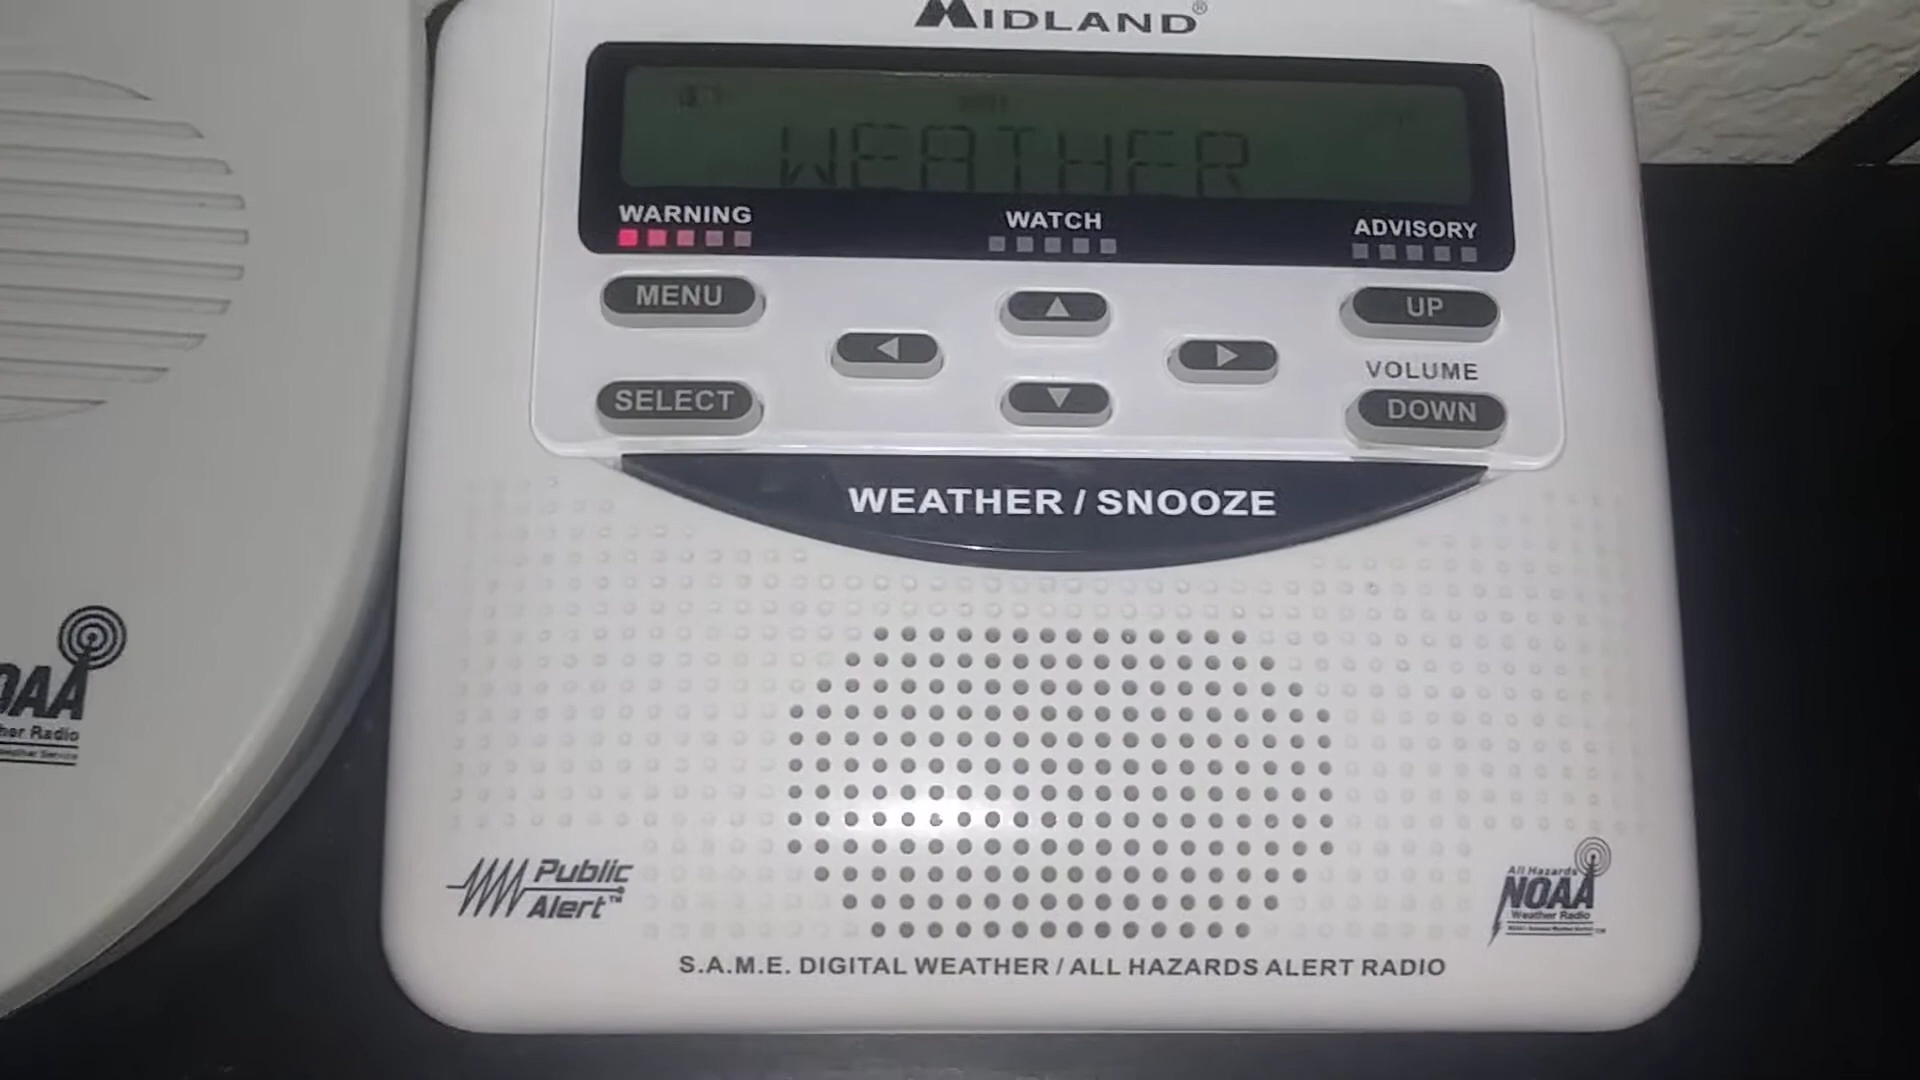 MIDLAND®
WEATHER
WARNING
WATCH
ADVISORY
MENU
UP
VOLUME
SELECT
DOWN
WEATHER / SNOOZE
OAA
her Radio
Public
Alert™
All Hazards
NOAA
Weather Radio
S.A.M.E. DIGITAL WEATHER / ALL HAZARDS ALERT RADIO